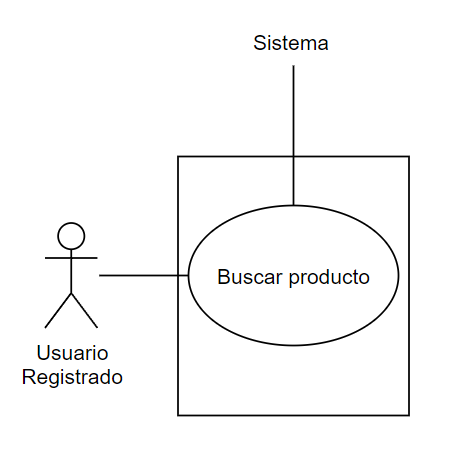 Sistema
Buscar producto
Usuario
Registrado